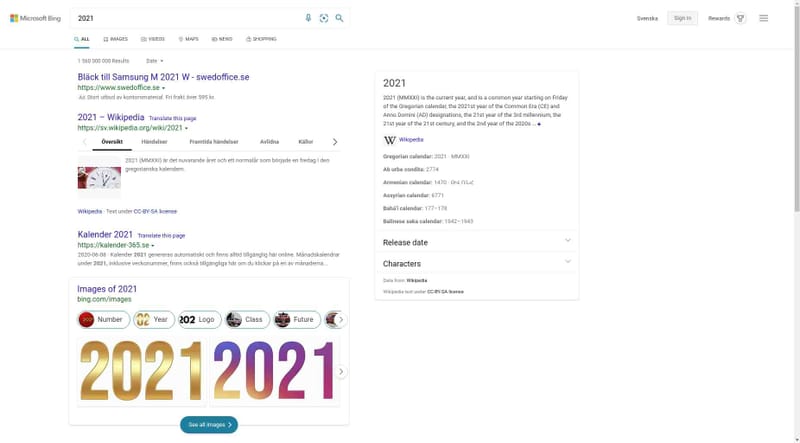 Microsoft Bing
2021
Svenska
Sign in
Rewards
ALL
IMAGES
VIDEOS
MAPS
NEWS
SHOPPING
1 560 000 000 Results
Date
Bläck till Samsung M 2021 W - swedoffice.se
https://www.swedoffice.se
Ad Stort utbud av kontorsmaterial. Fri frakt över 595 kr.
2021 – Wikipedia Translate this page
https://sv.wikipedia.org/wiki/2021
Översikt
Händelser
Framtida händelser
Avlidna
Källor
2021 (MMXXI) är det nuvarande året och ett normalår som började en fredag i den
gregorianska kalendern.
Wikipedia · Text under CC-BY-SA license
Kalender 2021 Translate this page
https://kalender-365.se
2020-06-08 · Kalender 2021 genereras automatiskt och finns alltid tillgänglig här online. Månadskalendrar
under 2021, inklusive veckonummer, finns också tillgängliga här om du klickar på en av månaderna...
Images of 2021
bing.com/images
Number
Year
Logo
Class
Future
2021
2021
See all images
2021
2021 (MMXXI) is the current year, and is a common year starting on Friday
of the Gregorian calendar, the 2021st year of the Common Era (CE) and
Anno Domini (AD) designations, the 21st year of the 3rd millennium, the
21st year of the 21st century, and the 2nd year of the 2020s ...
W Wikipedia
Gregorian calendar: 2021 · MMXXI
Ab urbe condita: 2774
Armenian calendar: 1470
Assyrian calendar: 6771
Bahá'í calendar: 177–178
Balinese saka calendar: 1942–1943
Release date
Characters
Data from: Wikipedia
Wikipedia text under CC-BY-SA license